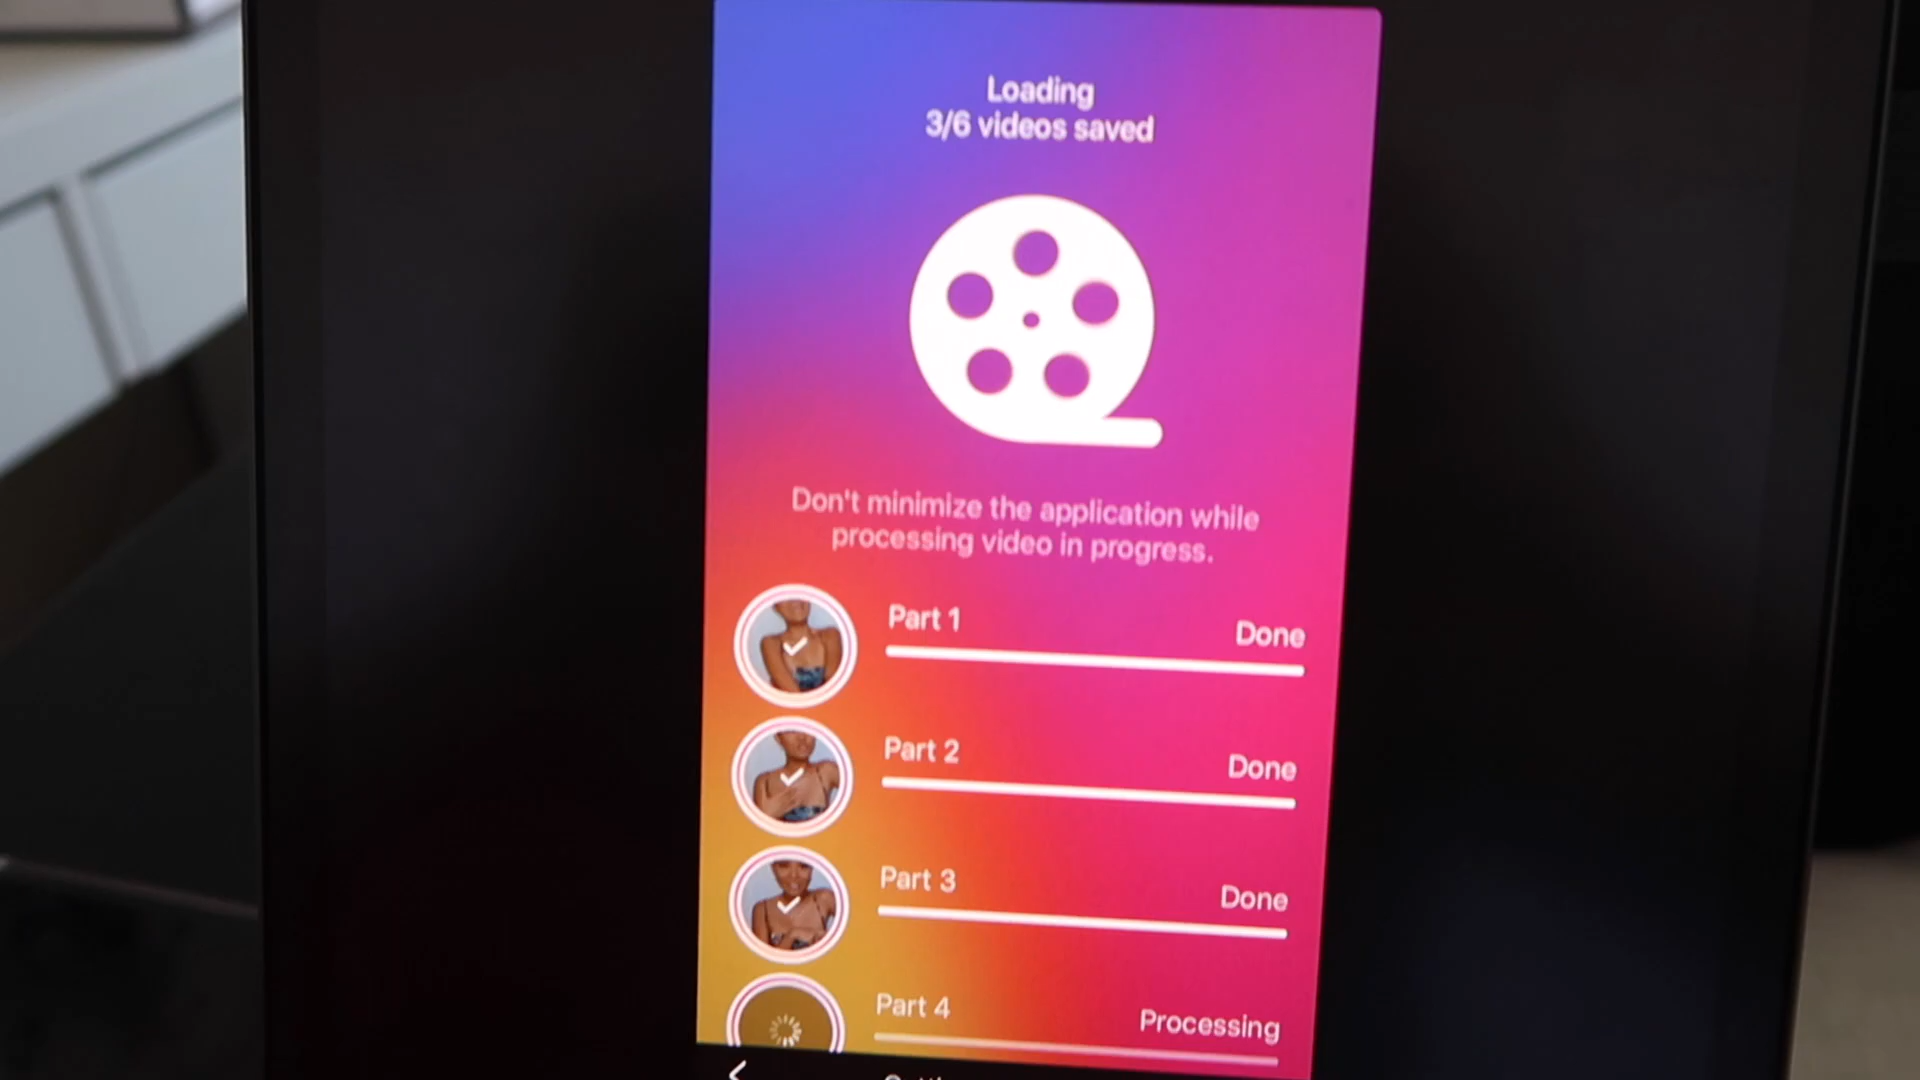 Loading
3/6 videos saved
Don't minimize the application while
processing video in progress.
Part 1
Done
Part 2
Done
Part 3
Done
Part 4
Processing